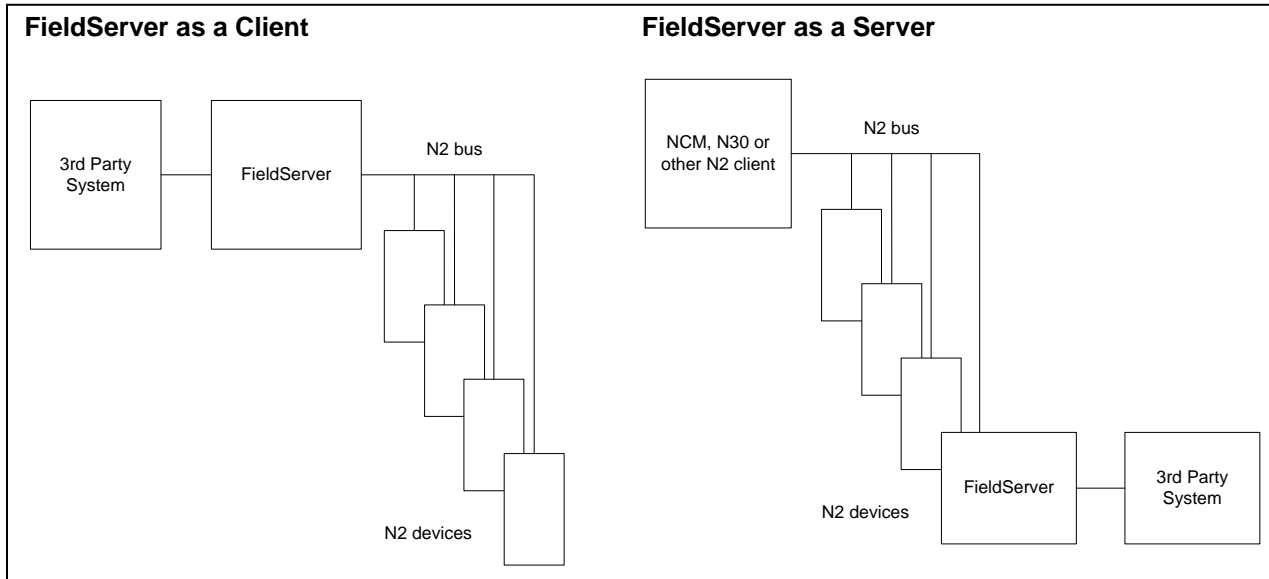 FieldServer as a Client
3rd Party
System
FieldServer
N2 bus
N2 devices
FieldServer as a Server
NCM, N30 or
other N2 client
N2 bus
N2 devices
FieldServer
3rd Party
System